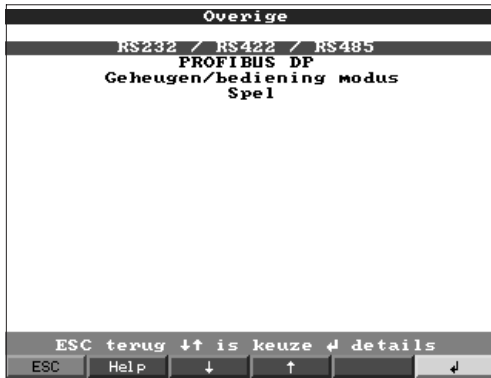 Overige
RS232 / RS422 / RS485
PROFIBUS DP
Geheugen/bediening modus
Spel
ESC terug ↓↑ is keuze ↲ details
ESC Help ↓ ↑ ↲